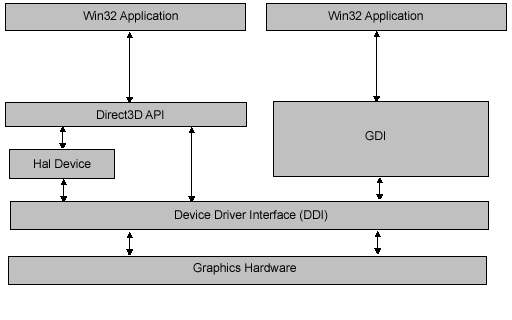 Win32 Application
Win32 Application
Direct3D API
GDI
Hal Device
Device Driver Interface (DDI)
Graphics Hardware